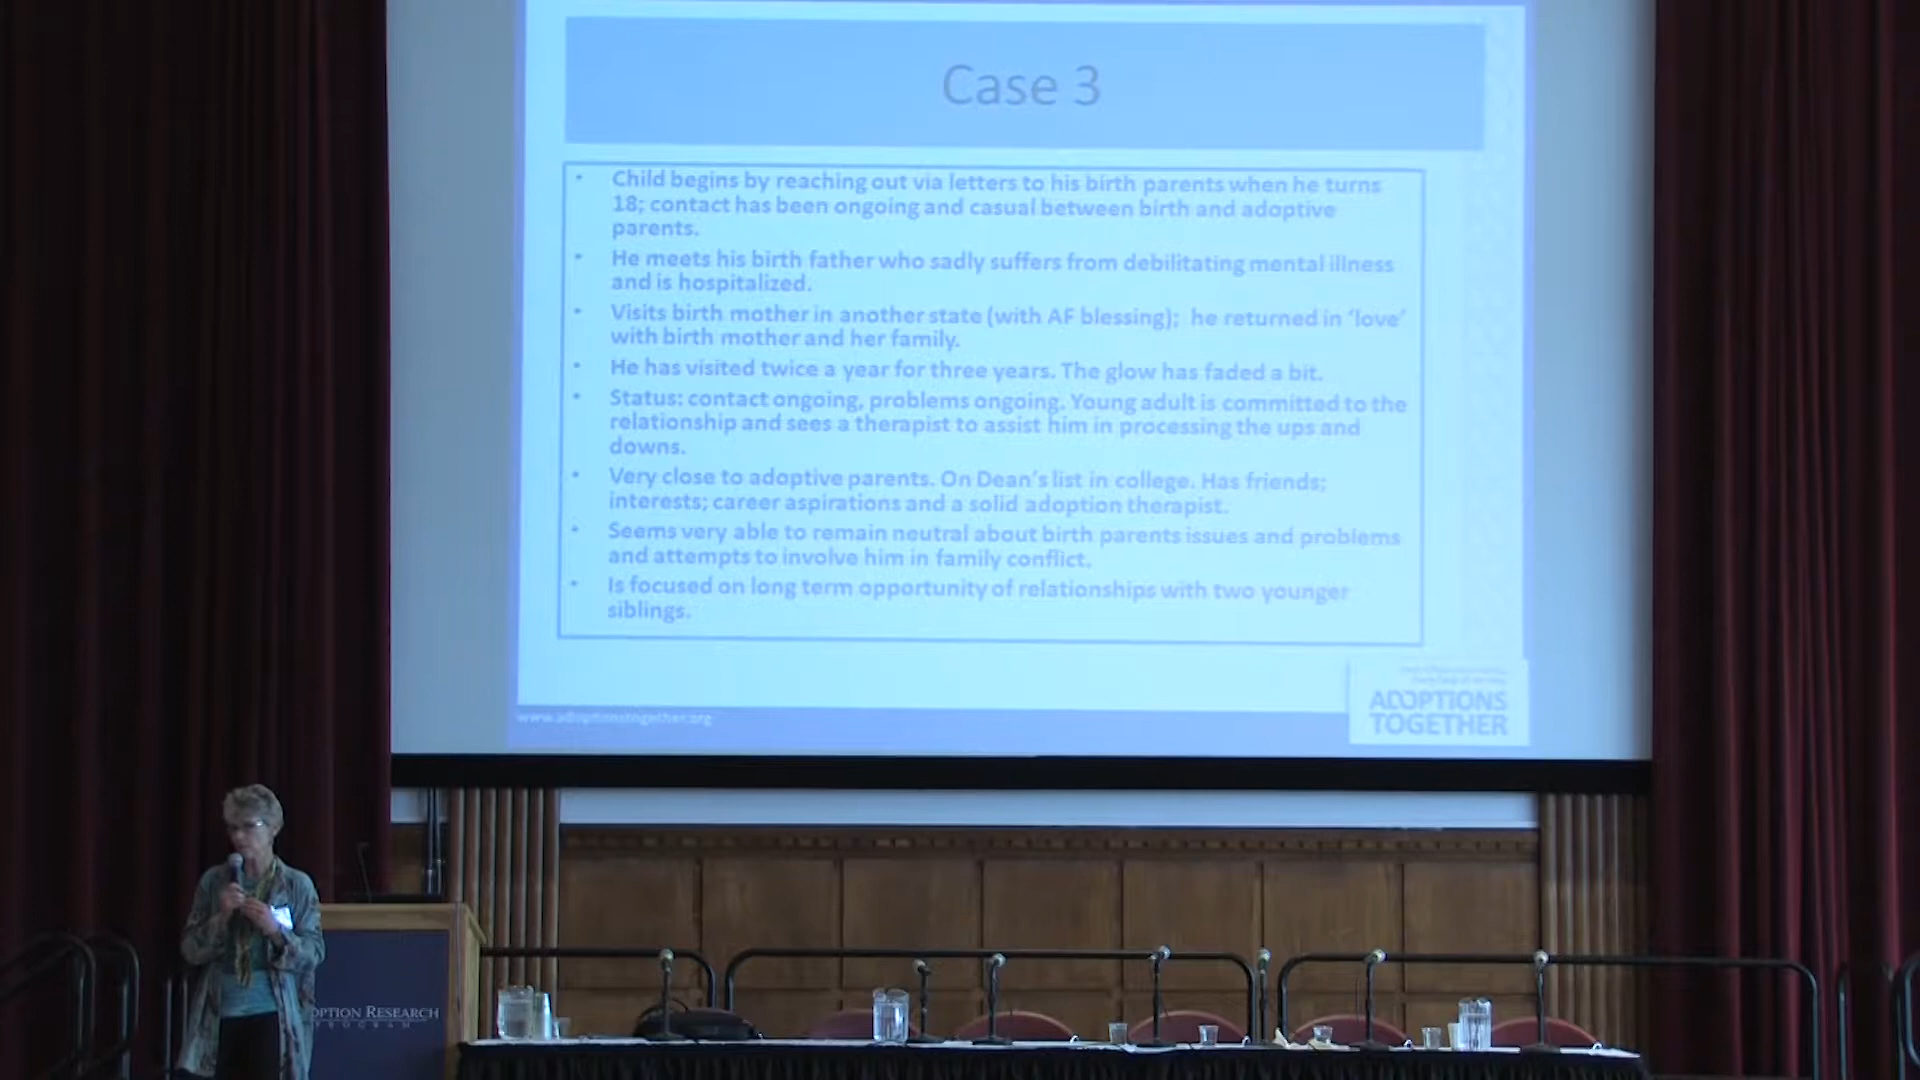 Case 3
• Child begins by reaching out via letters to his birth parents when he turns
18; contact has been ongoing and casual between birth and adoptive
parents.
• He meets his birth father who sadly suffers from debilitating mental illness
and is hospitalized.
• Visits birth mother in another state (with AF blessing); he returned in ‘love’
with birth mother and her family.
• He has visited twice a year for three years. The glow has faded a bit.
• Status: contact ongoing, problems ongoing. Young adult is committed to the
relationship and sees a therapist to assist him in processing the ups and
downs.
• Very close to adoptive parents. On Dean’s list in college. Has friends;
interests; career aspirations and a solid adoption therapist.
• Seems very able to remain neutral about birth parents issues and problems
and attempts to involve him in family conflict.
• Is focused on long term opportunity of relationships with two younger
siblings.
www.adoptionstogether.org
ADOPTIONS
TOGETHER
OPTION RESEARCH
PROGRAM